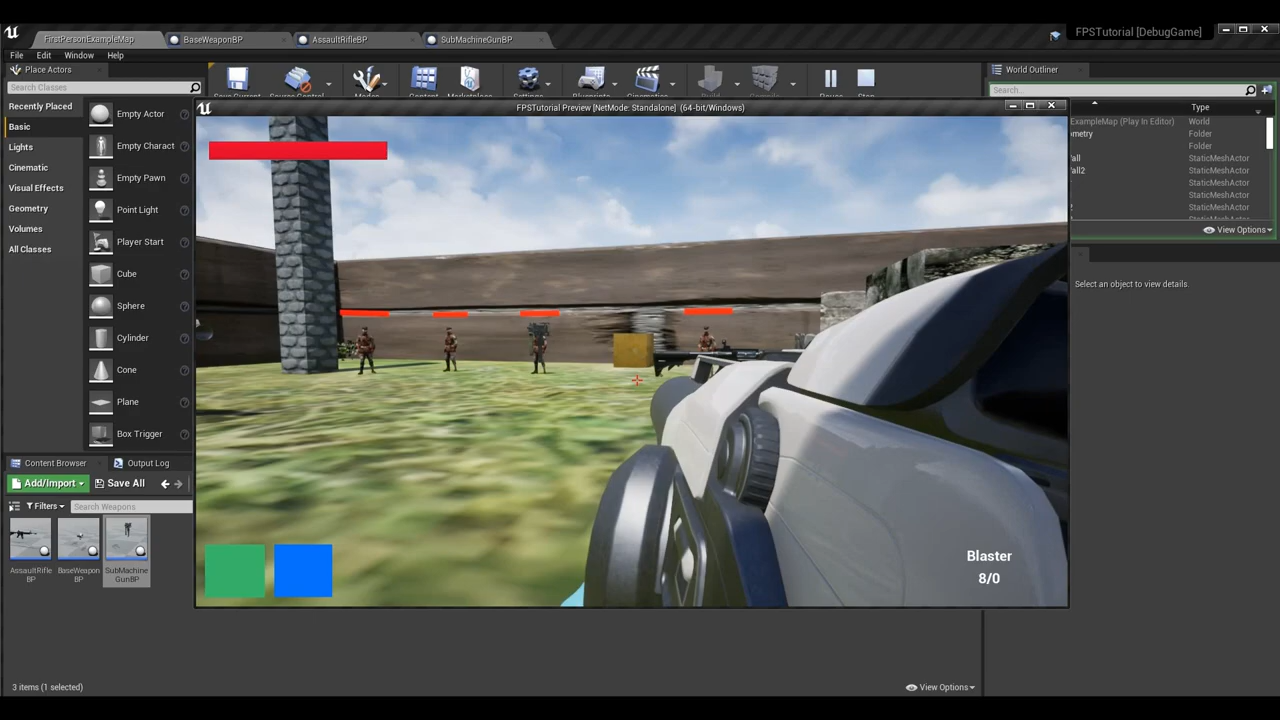 FirstPersonExampleMap
BaseWeaponBP
AssaultRifleBP
SubMachineGunBP
FPSTutorial [DebugGame]
File Edit Window Help
Place Actors
Search Classes
Recently Placed
Basic
Lights
Cinematic
Visual Effects
Geometry
Volumes
All Classes
Empty Actor
Empty Charact
Empty Pawn
Point Light
Player Start
Cube
Sphere
Cylinder
Cone
Plane
Box Trigger
FPSTutorial Preview [NetMode: Standalone] (64-bit/Windows)
Blaster
8/0
World Outliner
Search...
Type
ExampleMap (Play In Editor) World
ometry Folder
Folder
all StaticMeshActor
all2 StaticMeshActor
StaticMeshActor
StaticMeshActor
StaticMeshActor
View Options
Select an object to view details.
Content Browser
Output Log
Add/Import
Save All
Filters
Search Weapons
AssaultRifle
BP
BaseWeapon
BP
SubMachine
GunBP
3 items (1 selected)
View Options